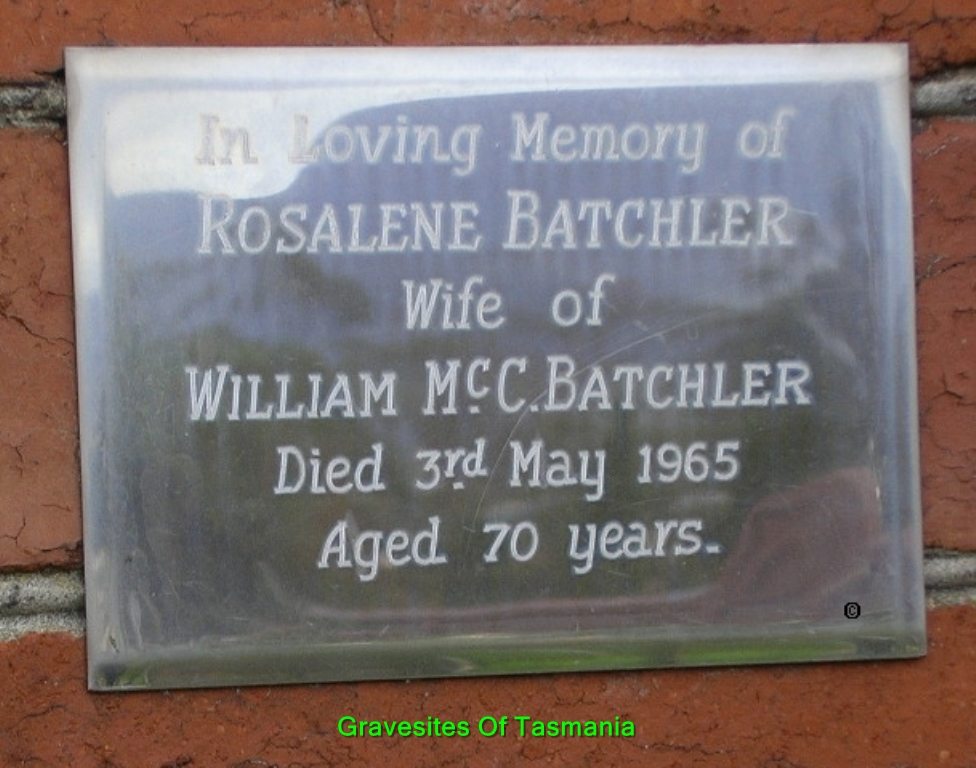 In Loving Memory of
ROSALENE BATCHLER
Wife of
WILLIAM McC. BATCHLER
Died 3rd May 1965
Aged 70 years.
©
Gravesites Of Tasmania